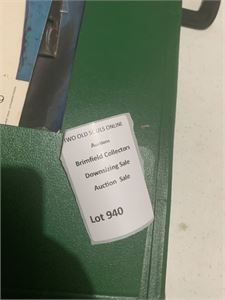 TWO OLD SOULS ONLINE
Auctions
Brimfield Collectors
Downsizing Sale
Auction Sale
Lot 940